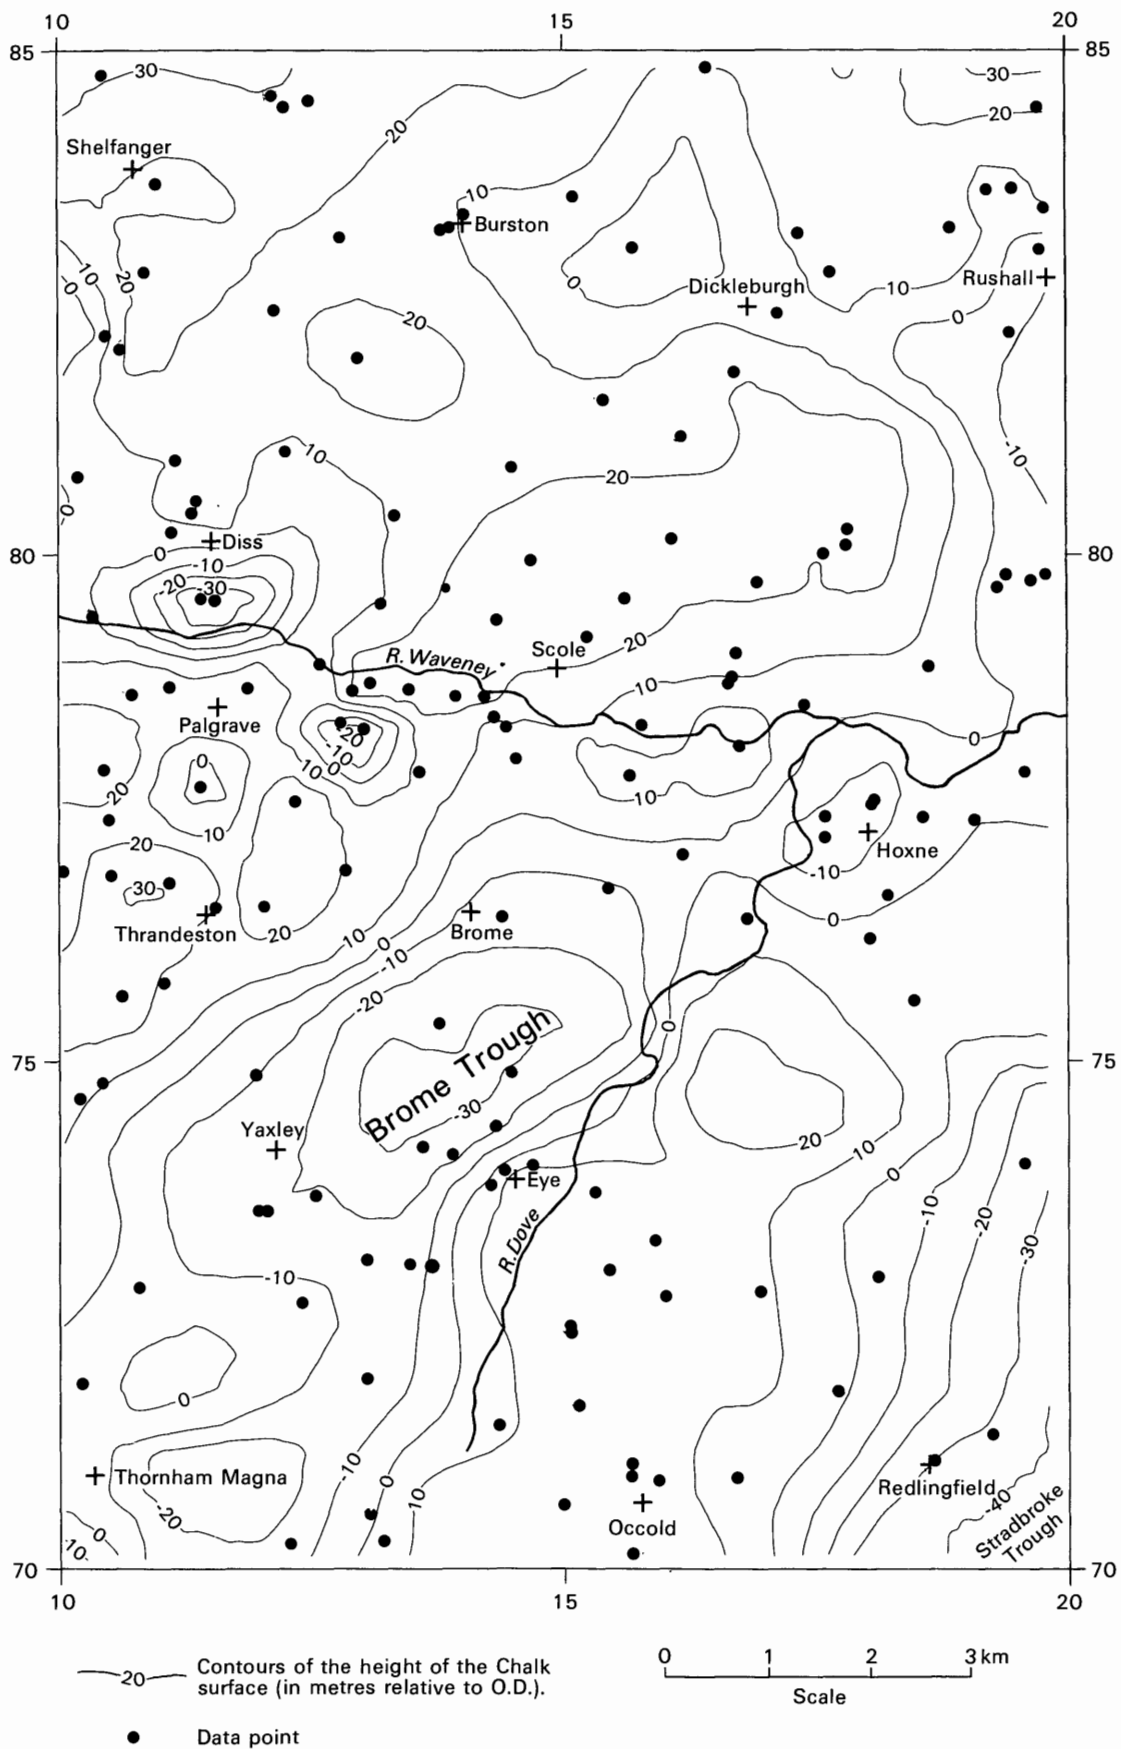 10 15 20
85 85
30
30
20
20
Shelfanger
10
Burston
10
0
20
0
Dickleburgh
10
Rushall
0
20
10
-10
20
0
Diss
80 80
0
-10
-20
-30
R. Waveney
Scole
20
10
Palgrave
20
-10
0
10
0
0
10
20
10
20
Hoxne
-10
30
Thrandeston
20
10
0
-10
Brome
0
-20
Brome Trough
0
75 75
-30
Yaxley
20
10
0
Eye
-10
-20
R. Dove
-30
-10
0
-10
0
10
Thornham Magna
-20
Redlingfield
-40
Occold
Stradbroke
Trough
0
10
70 70
10 15 20
20
Contours of the height of the Chalk
surface (in metres relative to O.D.).
0 1 2 3 km
Scale
Data point